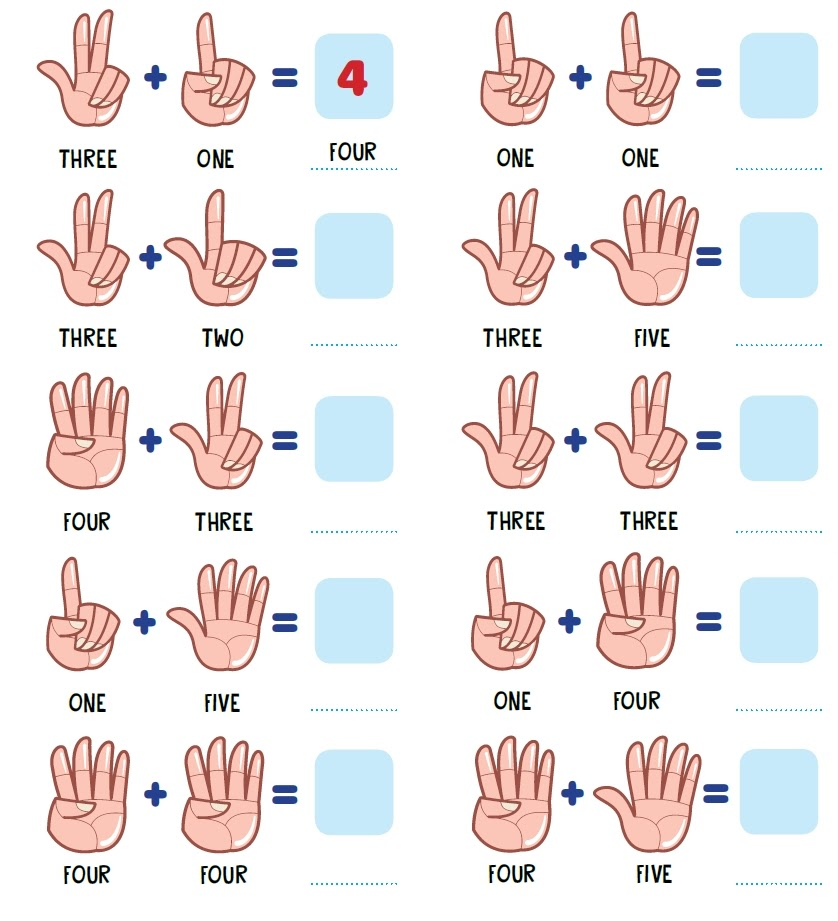 + = 4
THREE ONE FOUR
+ =
ONE ONE
+ =
THREE TWO
+ =
THREE FIVE
+ =
FOUR THREE
+ =
THREE THREE
+ =
ONE FIVE
+ =
ONE FOUR
+ =
FOUR FOUR
+ =
FOUR FIVE